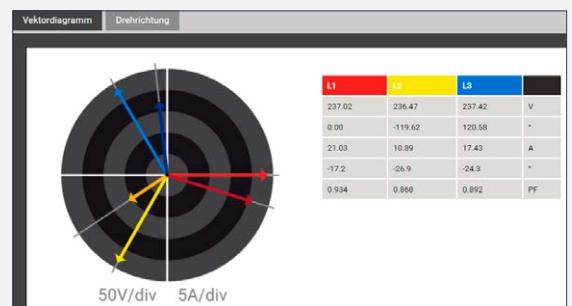 Vektordiagramm Drehrichtung
L1 L2 L3
237.02 236.47 237.42 V
0.00 -119.62 120.58 °
21.03 10.89 17.43 A
-17.2 -26.9 -24.3 °
0.934 0.868 0.892 PF
50V/div 5A/div